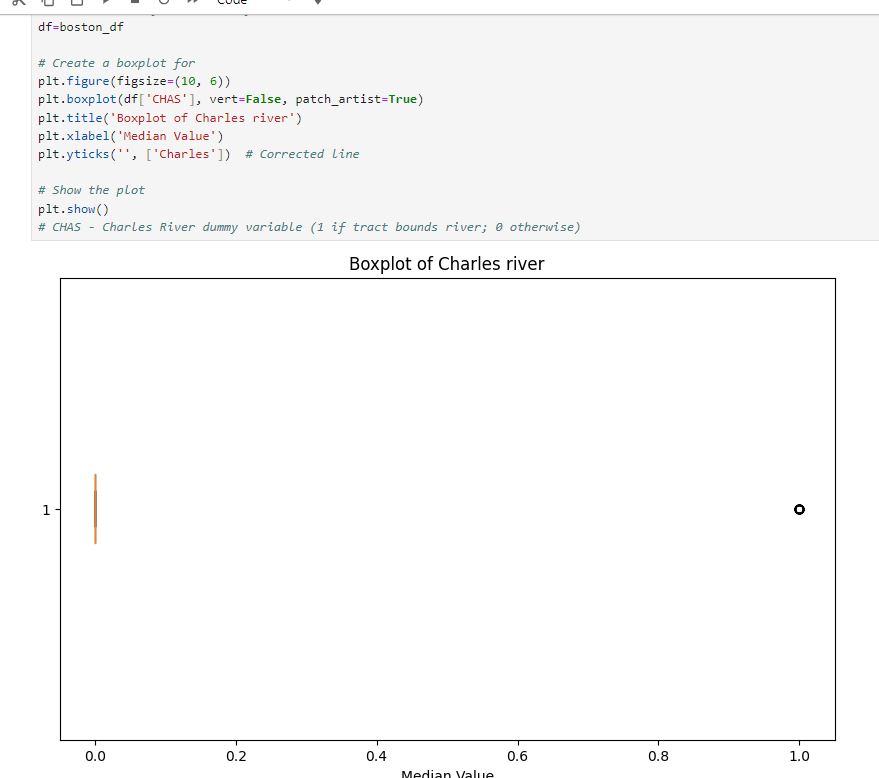 Code
df=boston_df
# Create a boxplot for
plt.figure(figsize=(10, 6))
plt.boxplot(df['CHAS'], vert=False, patch_artist=True)
plt.title('Boxplot of Charles river')
plt.xlabel('Median Value')
plt.yticks('', ['Charles'])  # Corrected line
# Show the plot
plt.show()
# CHAS - Charles River dummy variable (1 if tract bounds river; 0 otherwise)
Boxplot of Charles river
1
0.0 0.2 0.4 0.6 0.8 1.0
Median Value